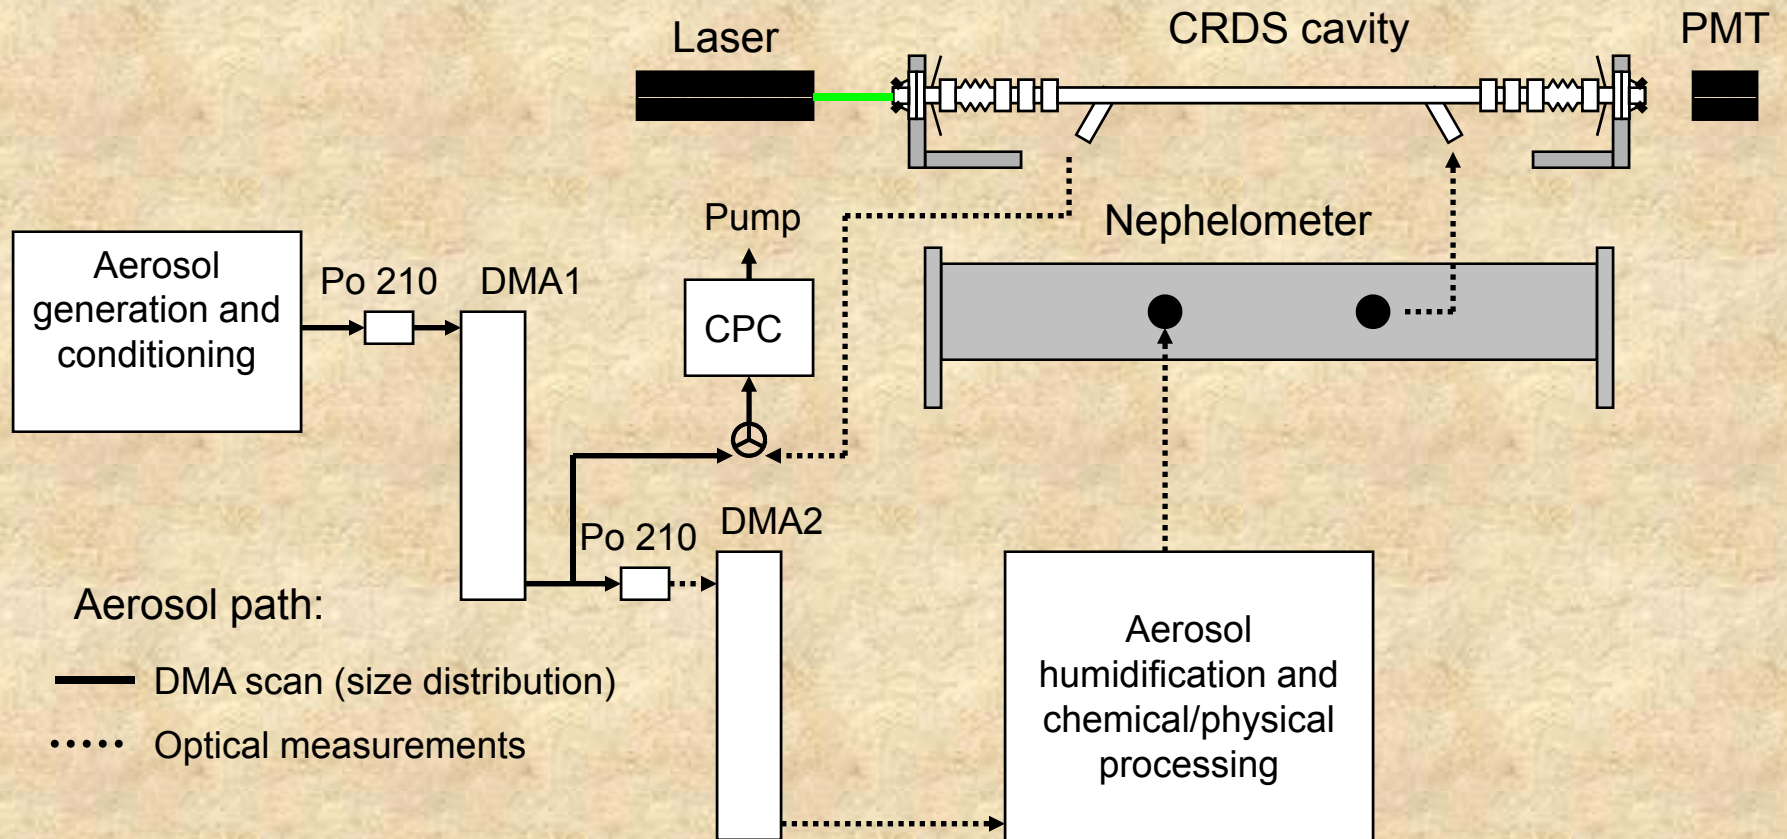 Laser
CRDS cavity
PMT
Pump
Nephelometer
Aerosol
generation and
conditioning
Po 210
DMA1
CPC
Po 210
DMA2
Aerosol path:
DMA scan (size distribution)
Optical measurements
Aerosol
humidification and
chemical/physical
processing